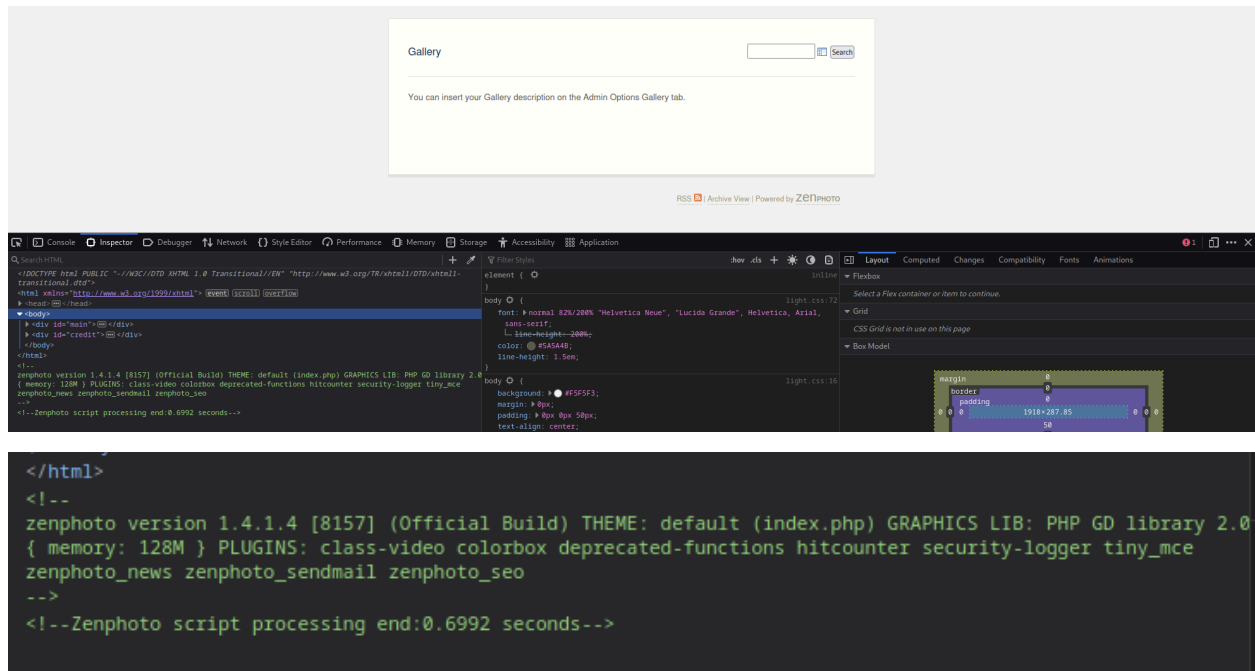 Gallery
Search
You can insert your Gallery description on the Admin Options Gallery tab.
RSS | Archive View | Powered by zenPHOTO
Console Inspector Debugger Network Style Editor Performance Memory Storage Accessibility Application 1
Search HTML
<!DOCTYPE html PUBLIC "-//W3C//DTD XHTML 1.0 Transitional//EN" "http://www.w3.org/TR/xhtml1/DTD/xhtml1-
transitional.dtd">
<html xmlns="http://www.w3.org/1999/xhtml"> event scroll overflow
<head> </head>
<body>
<div id="main"> </div>
<div id="credit"> </div>
</body>
</html>
<!--
zenphoto version 1.4.1.4 [8157] (Official Build) THEME: default (index.php) GRAPHICS LIB: PHP GD library 2.0
{ memory: 128M } PLUGINS: class-video colorbox deprecated-functions hitcounter security-logger tiny_mce
zenphoto_news zenphoto_sendmail zenphoto_seo
-->
<!--Zenphoto script processing end:0.6992 seconds-->
Filter Styles :hov .cls
element { inline
}
body { light.css:72
font: normal 82%/200% "Helvetica Neue", "Lucida Grande", Helvetica, Arial,
sans-serif;
line-height: 200%;
color: #5A5A4B;
line-height: 1.5em;
}
body { light.css:16
background: #F5F5F3;
margin: 0px;
padding: 0px 0px 50px;
text-align: center;
Layout Computed Changes Compatibility Fonts Animations
Flexbox
Select a Flex container or item to continue.
Grid
CSS Grid is not in use on this page
Box Model
margin 0
border 0
padding 0
0 0 0 1918×287.85 0 0 0
50
</html>
<!--
zenphoto version 1.4.1.4 [8157] (Official Build) THEME: default (index.php) GRAPHICS LIB: PHP GD library 2.0
{ memory: 128M } PLUGINS: class-video colorbox deprecated-functions hitcounter security-logger tiny_mce
zenphoto_news zenphoto_sendmail zenphoto_seo
-->
<!--Zenphoto script processing end:0.6992 seconds-->